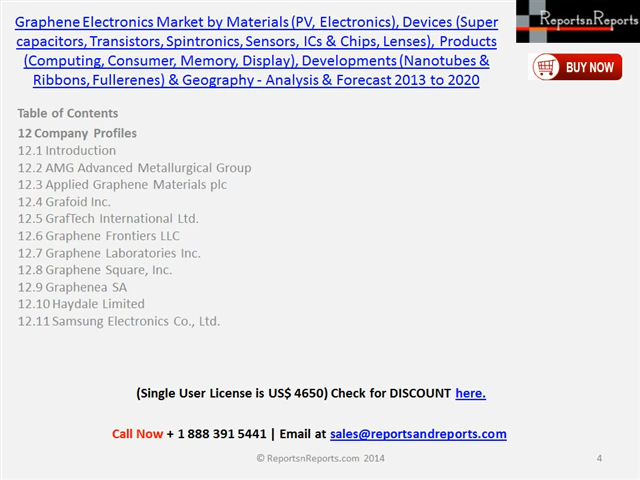 Graphene Electronics Market by Materials (PV, Electronics), Devices (Super
capacitors, Transistors, Spintronics, Sensors, ICs & Chips, Lenses), Products
(Computing, Consumer, Memory, Display), Developments (Nanotubes &
Ribbons, Fullerenes) & Geography - Analysis & Forecast 2013 to 2020
ReportsnReports
BUY NOW
Table of Contents
12 Company Profiles
12.1 Introduction
12.2 AMG Advanced Metallurgical Group
12.3 Applied Graphene Materials plc
12.4 Grafoid Inc.
12.5 GrafTech International Ltd.
12.6 Graphene Frontiers LLC
12.7 Graphene Laboratories Inc.
12.8 Graphene Square, Inc.
12.9 Graphenea SA
12.10 Haydale Limited
12.11 Samsung Electronics Co., Ltd.
(Single User License is US$ 4650) Check for DISCOUNT here.
Call Now + 1 888 391 5441 | Email at sales@reportsandreports.com
© ReportsnReports.com 2014
4